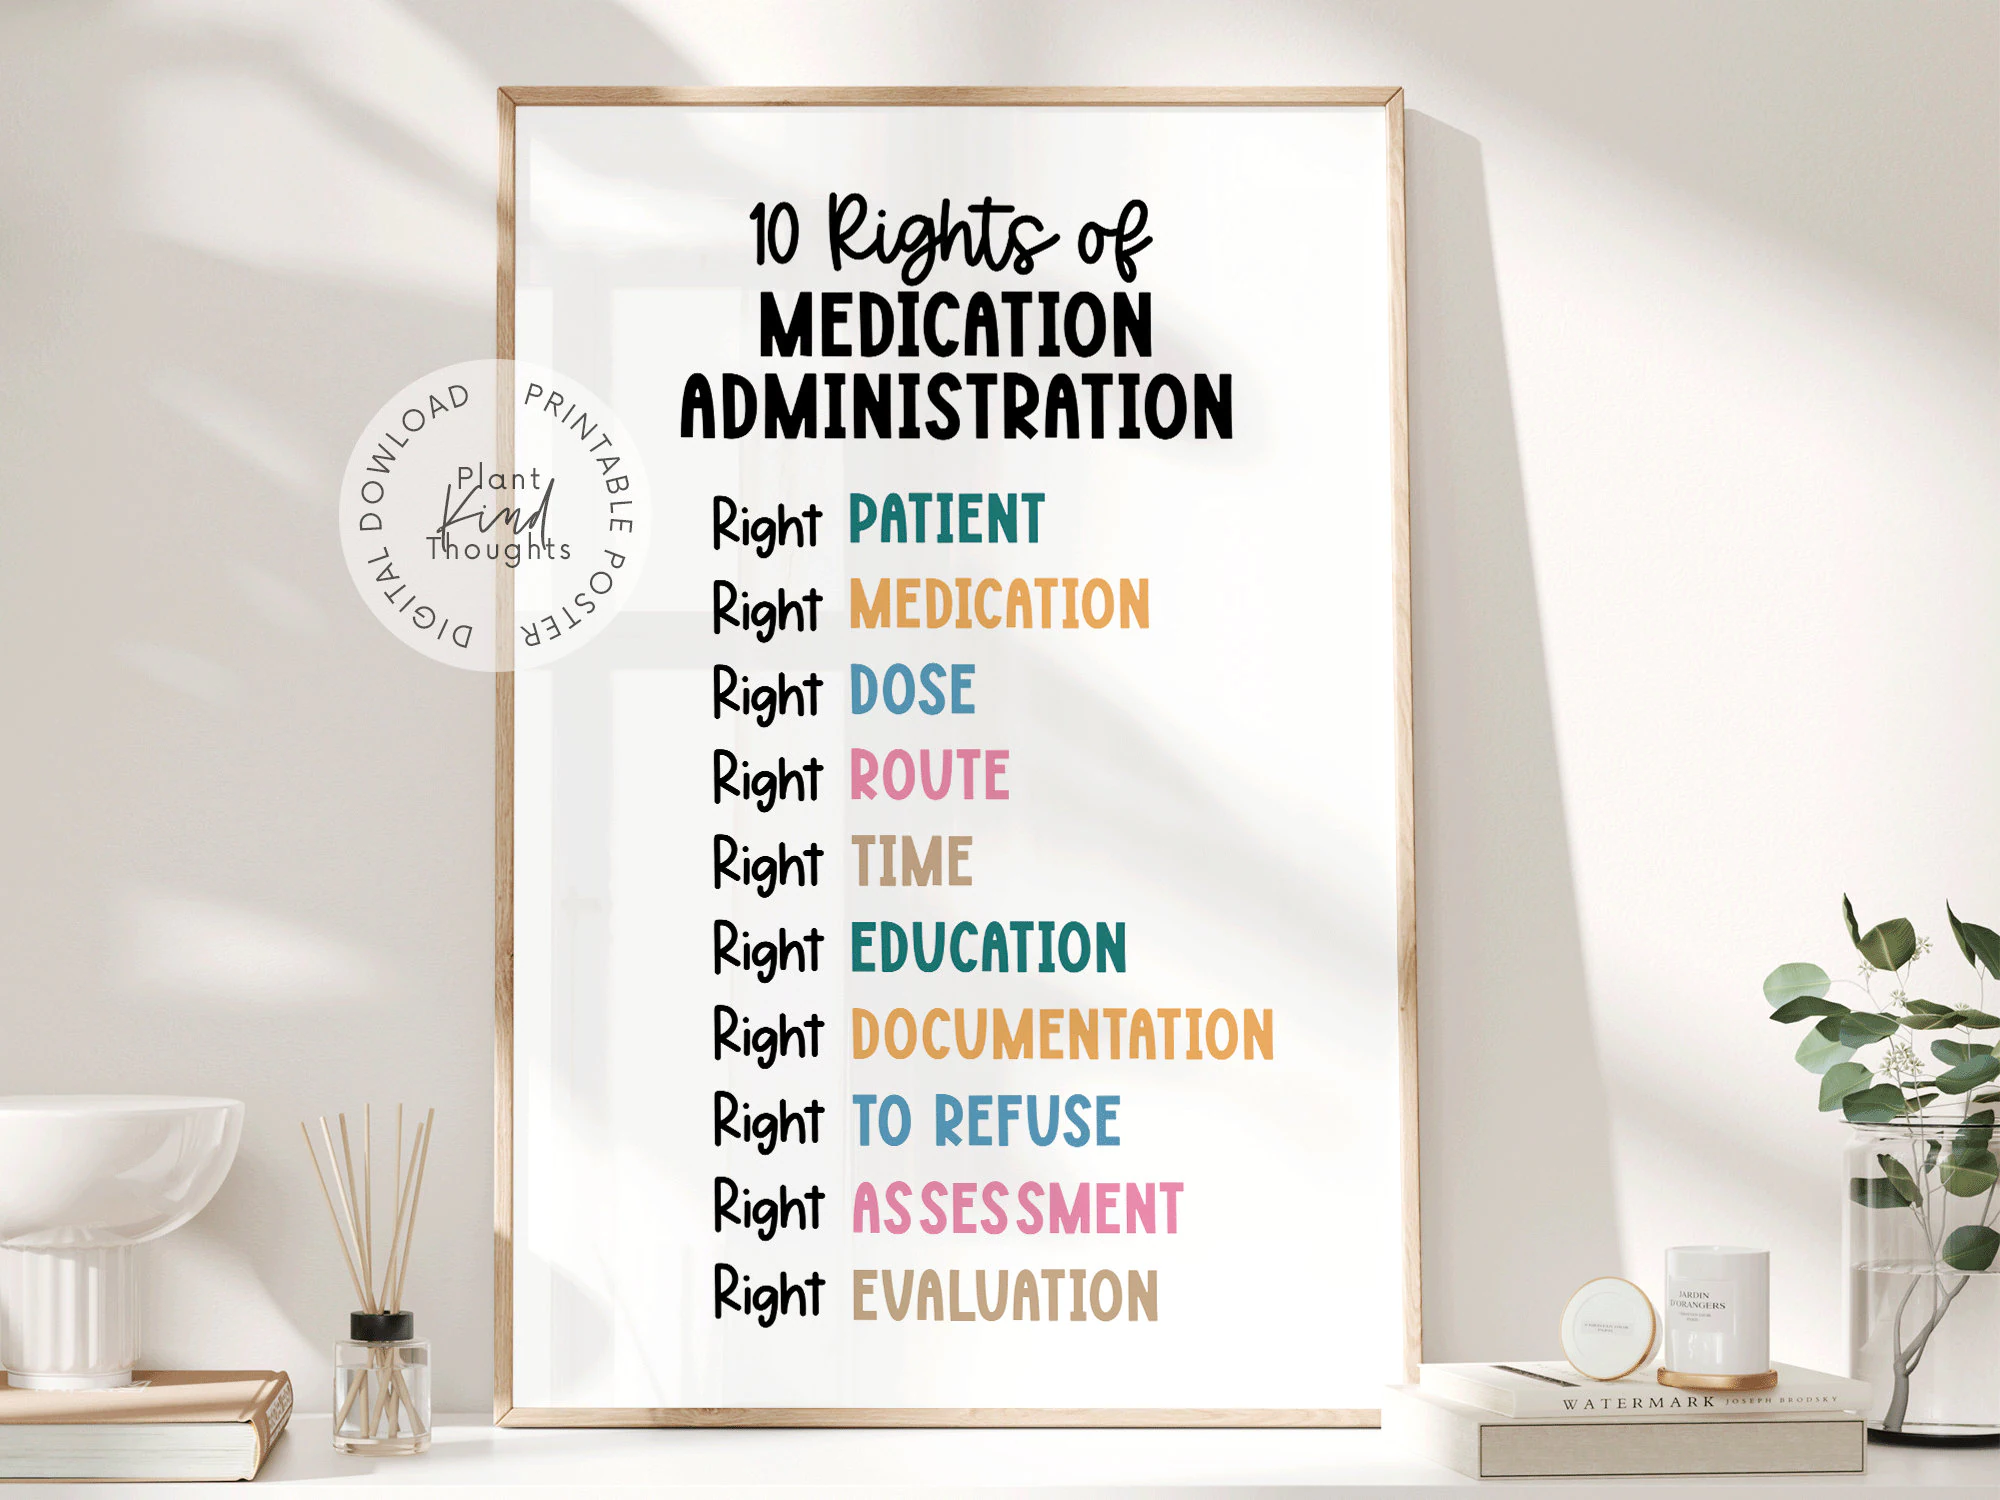 10 Rights of
MEDICATION
ADMINISTRATION
Right PATIENT
Right MEDICATION
Right DOSE
Right ROUTE
Right TIME
Right EDUCATION
Right DOCUMENTATION
Right TO REFUSE
Right ASSESSMENT
Right EVALUATION
DIGITAL DOWLOAD
PRINTABLE POSTER
Plant
Kind
Thoughts
JARDIN
D'ORANGERS
WATERMARK JOSEPH BRODSKY